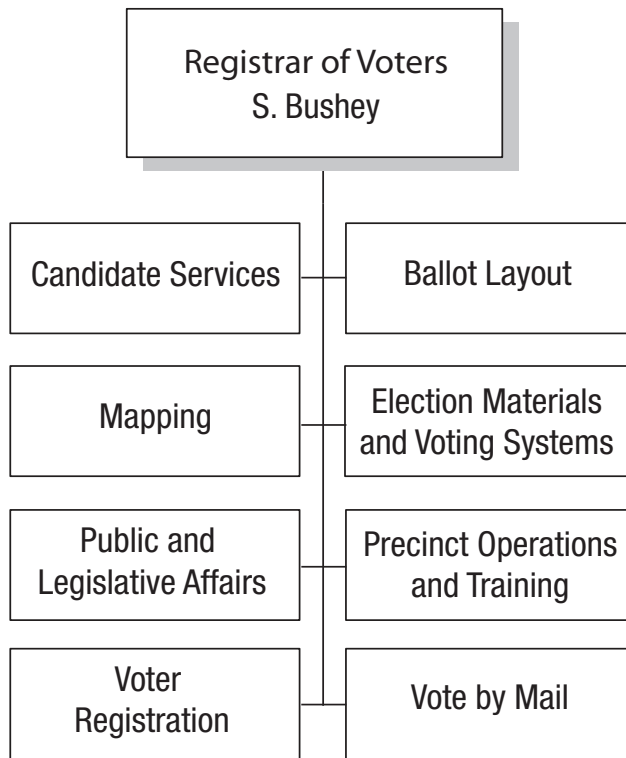 Registrar of Voters
S. Bushey
Candidate Services
Ballot Layout
Mapping
Election Materials
and Voting Systems
Public and
Legislative Affairs
Precinct Operations
and Training
Voter
Registration
Vote by Mail